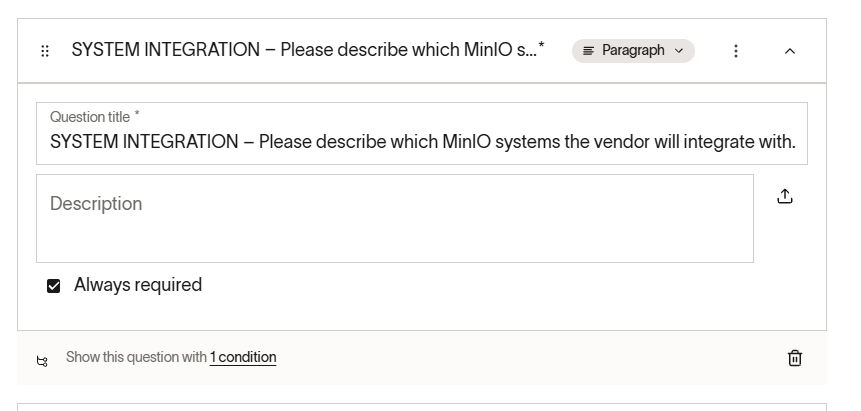 SYSTEM INTEGRATION – Please describe which MinIO s...*
Paragraph
Question title *
SYSTEM INTEGRATION – Please describe which MinIO systems the vendor will integrate with.
Description
Always required
Show this question with 1 condition